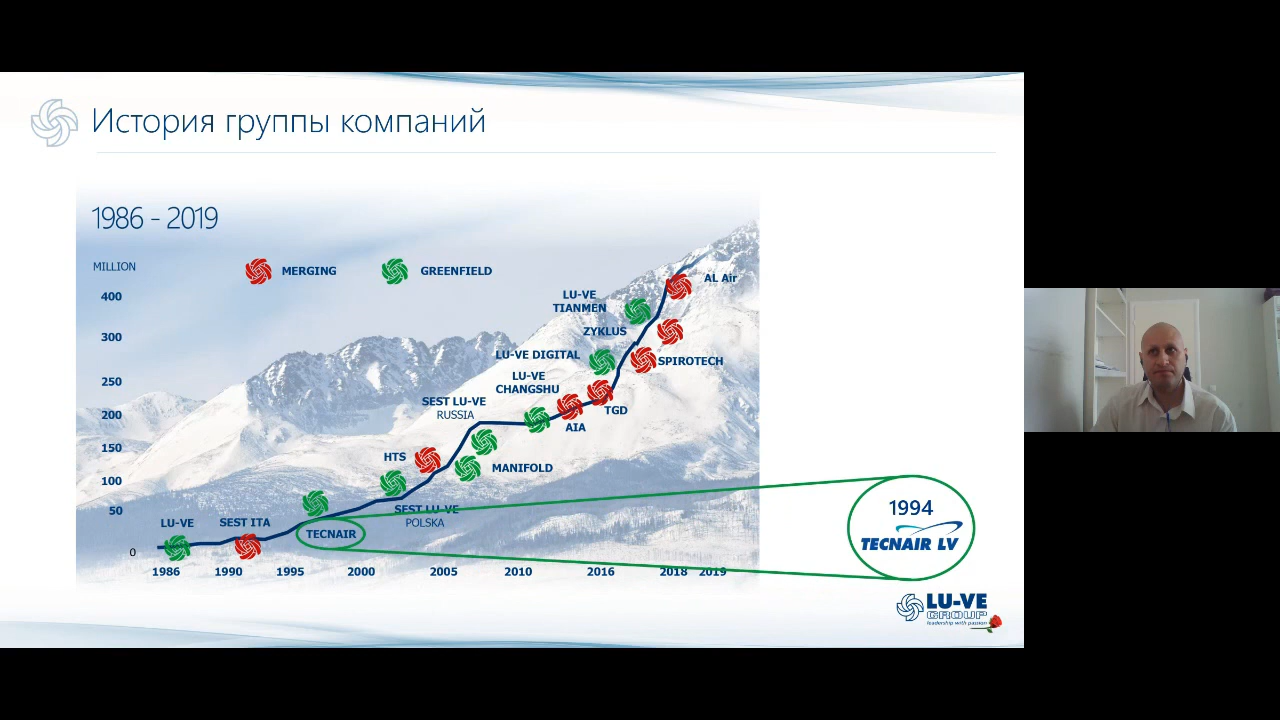 История группы компаний
1986 - 2019
MILLION
MERGING
GREENFIELD
400
300
250
200
150
100
50
0
AL Air
LU-VE
TIANMEN
ZYKLUS
LU-VE DIGITAL
SPIROTECH
LU-VE
CHANGSHU
SEST LU-VE
RUSSIA
TGD
AIA
HTS
MANIFOLD
SEST LU-VE
POLSKA
LU-VE
SEST ITA
TECNAIR
1986
1990
1995
2000
2005
2010
2016
2018
2019
1994
TECNAIR LV
LU-VE
GROUP
leadership with passion